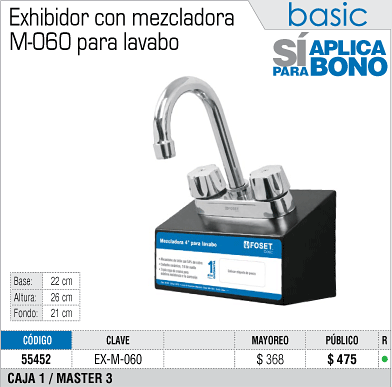 Exhibidor con mezcladora
M-060 para lavabo
basic
SÍ APLICA
PARA BONO
Mezcladora 4" para lavabo
FOSET
Base: 22 cm
Altura: 26 cm
Fondo: 21 cm
CÓDIGO CLAVE MAYOREO PÚBLICO R
55452 EX-M-060 $ 368 $ 475
CAJA 1 / MASTER 3